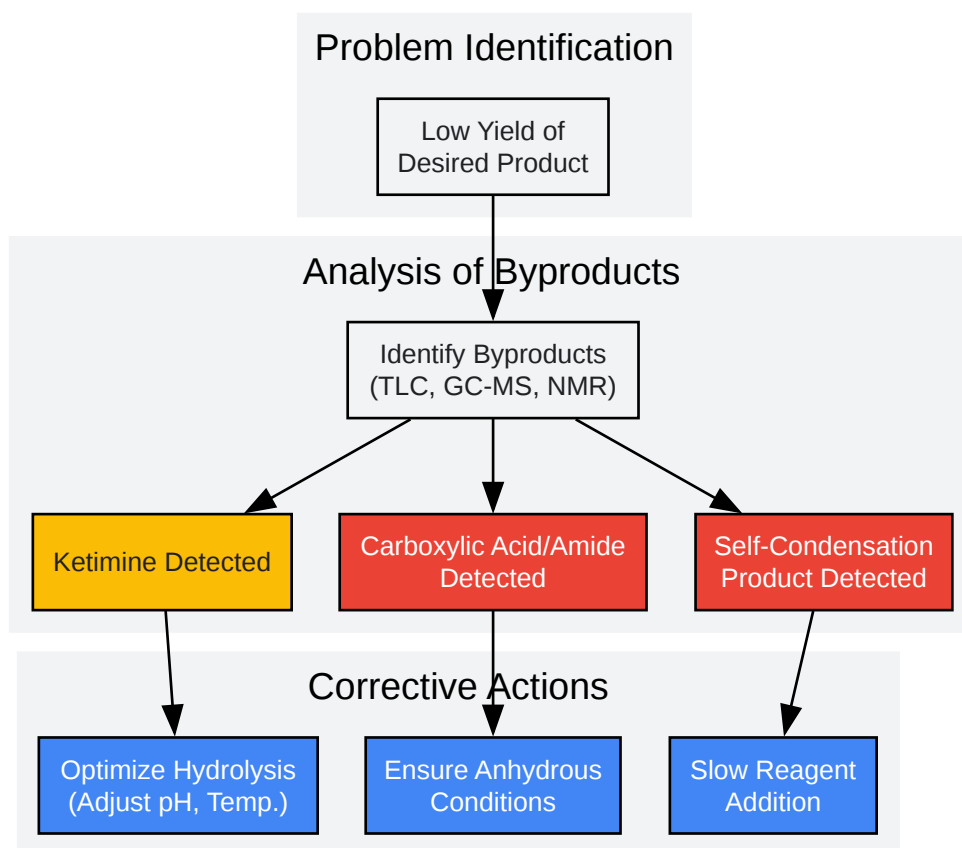 Problem Identification
Low Yield of
Desired Product
Analysis of Byproducts
Identify Byproducts
(TLC, GC-MS, NMR)
Ketimine Detected
Carboxylic Acid/Amide
Detected
Self-Condensation
Product Detected
Corrective Actions
Optimize Hydrolysis
(Adjust pH, Temp.)
Ensure Anhydrous
Conditions
Slow Reagent
Addition